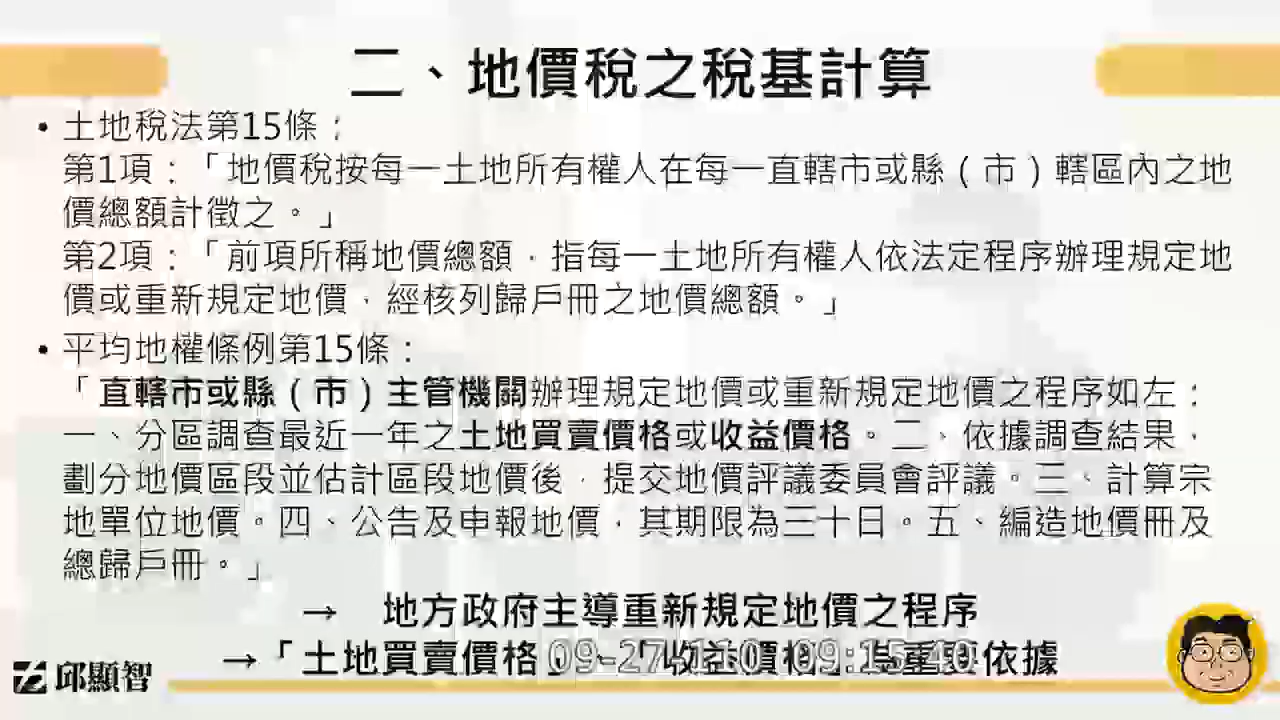 二、地價稅之稅基計算
• 土地稅法第15條：
第1項：「地價稅按每一土地所有權人在每一直轄市或縣（市）轄區內之地
價總額計徵之。」
第2項：「前項所稱地價總額，指每一土地所有權人依法定程序辦理規定地
價或重新規定地價，經核列歸戶冊之地價總額。」
• 平均地權條例第15條：
「直轄市或縣（市）主管機關辦理規定地價或重新規定地價之程序如左：
一、分區調查最近一年之土地買賣價格或收益價格。二、依據調查結果，
劃分地價區段並估計區段地價後，提交地價評議委員會評議。三、計算宗
地單位地價。四、公告及申報地價，其期限為三十日。五、編造地價冊及
總歸戶冊。」
→ 地方政府主導重新規定地價之程序
→「土地買賣價格」、「收益價格」為重要依據
09-27-110 09:15:40
邱顯智